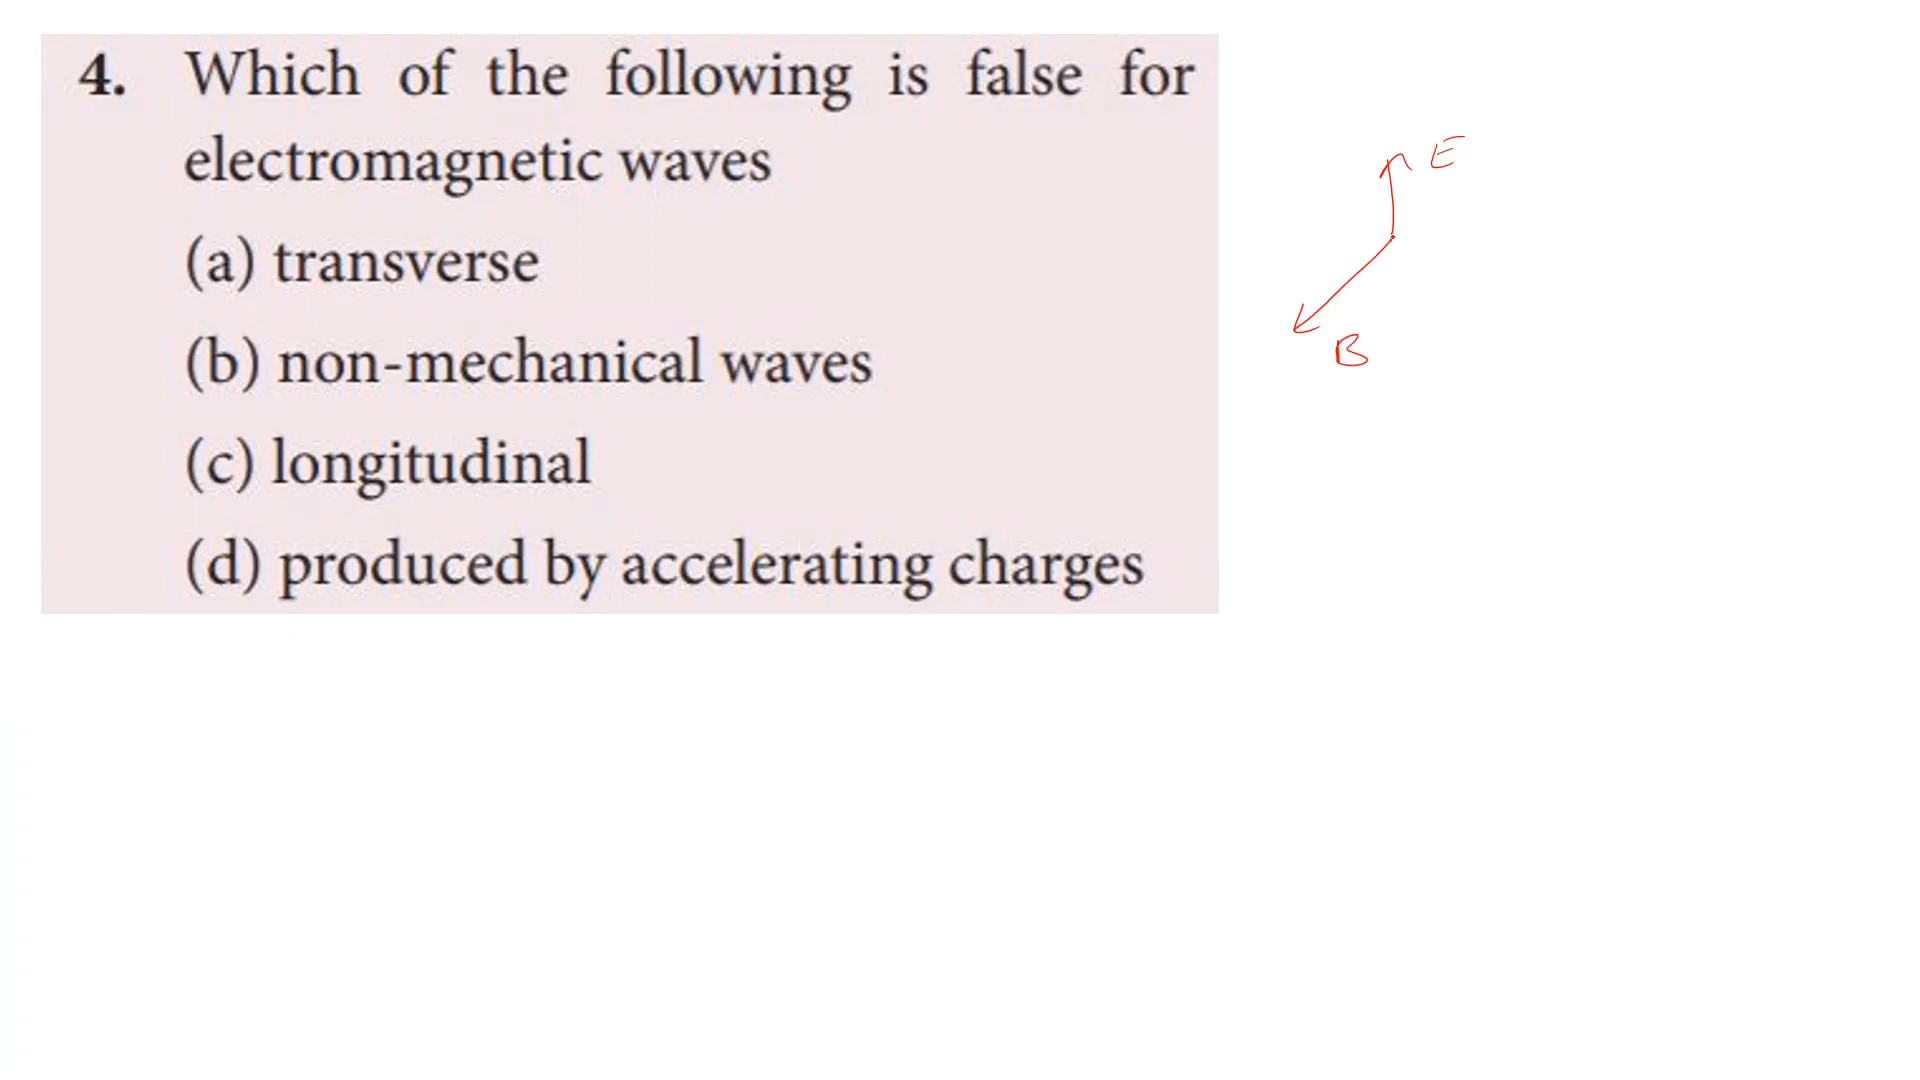 4. Which of the following is false for
electromagnetic waves
(a) transverse
(b) non-mechanical waves
(c) longitudinal
(d) produced by accelerating charges
E
B